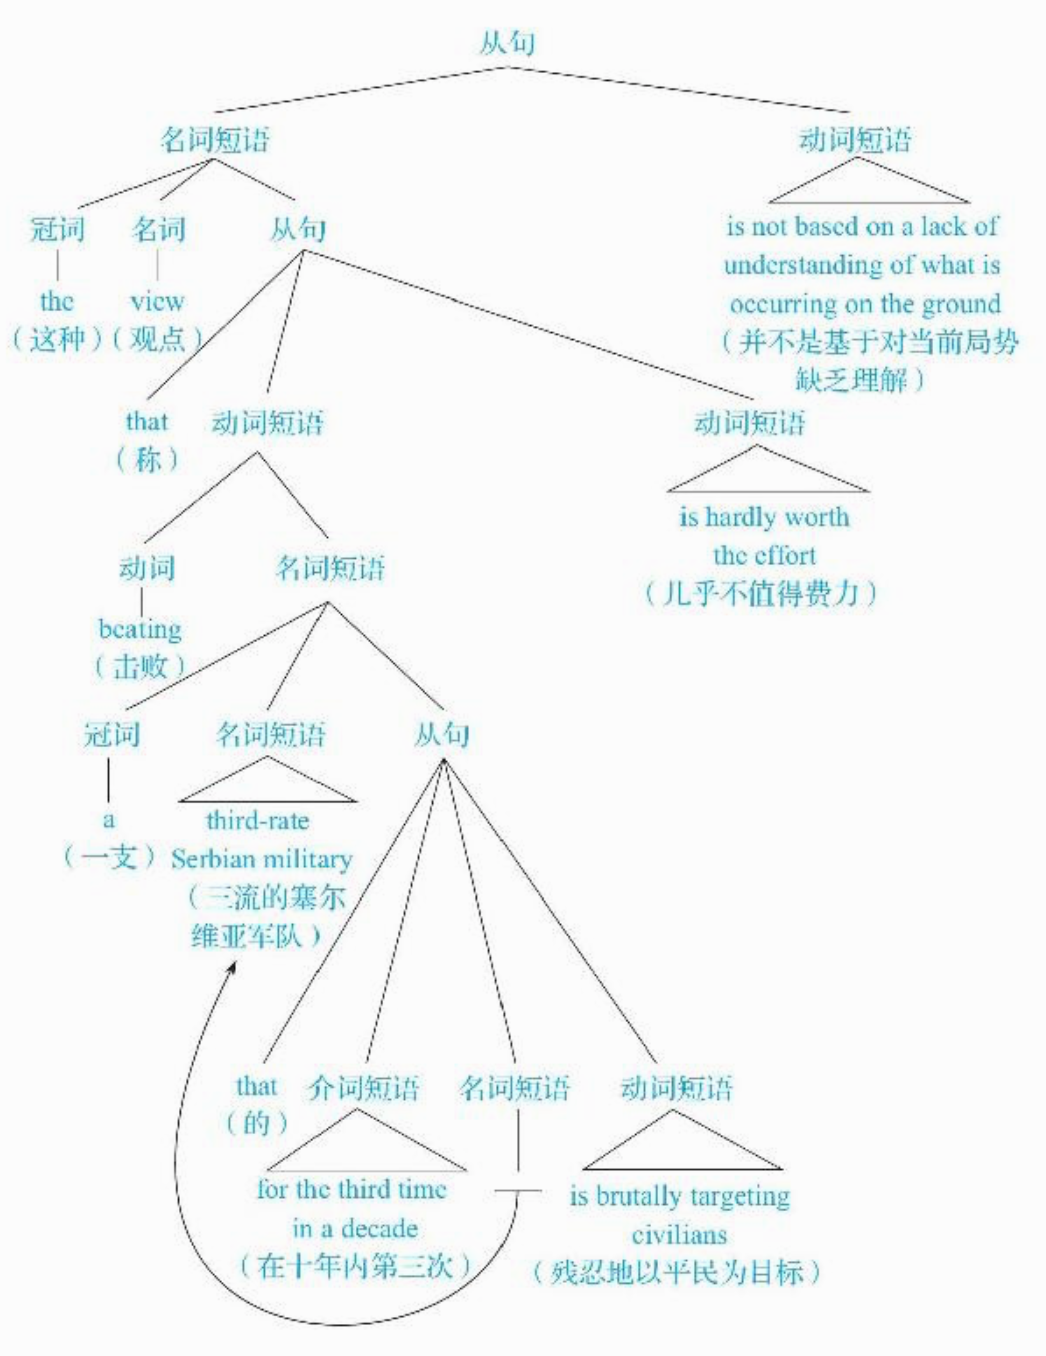 从句
名词短语 动词短语
冠词 名词 从句
is not based on a lack of
understanding of what is
occurring on the ground
(并不是基于对当前局势
缺乏理解)
the view
(这种)(观点)
that 动词短语 动词短语
(称)
is hardly worth
the effort
(几乎不值得费力)
动词 名词短语
beating
(击败)
冠词 名词短语 从句
a
(一支)
third-rate
Serbian military
(三流的塞尔
维亚军队)
that 介词短语 名词短语 动词短语
(的)
for the third time
in a decade
(在十年内第三次)
is brutally targeting
civilians
(残忍地以平民为目标)